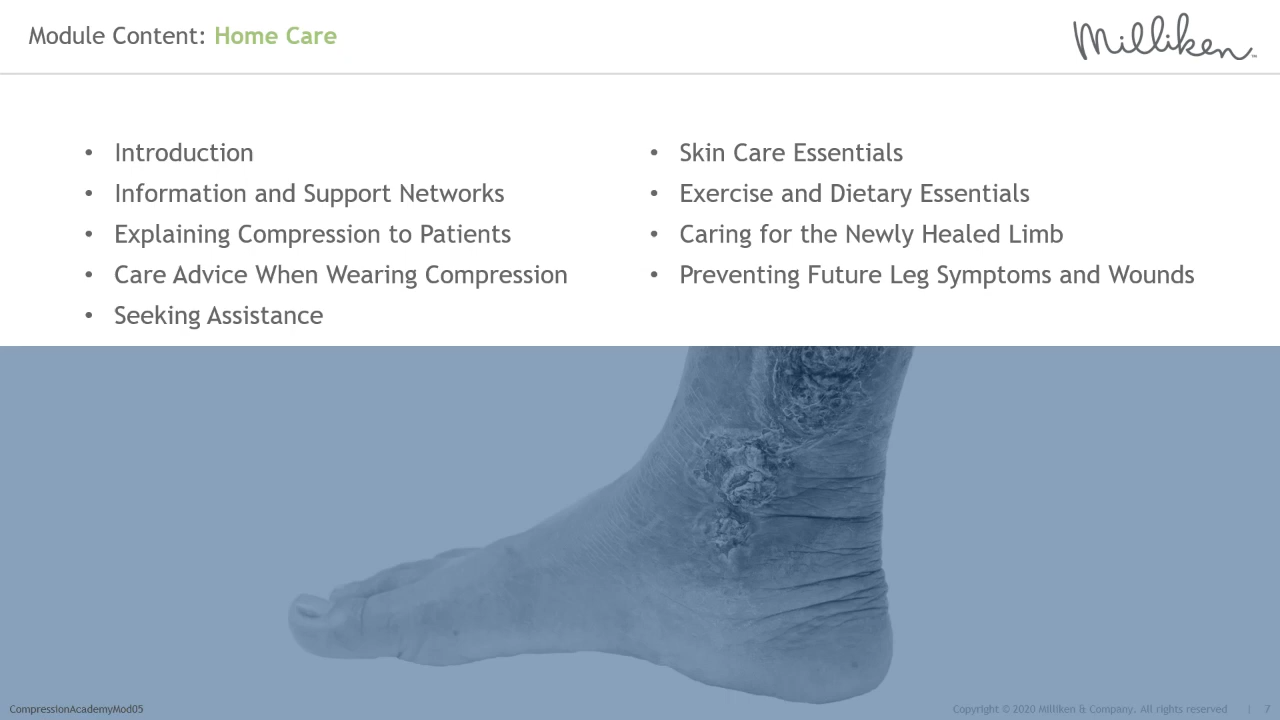 Module Content: Home Care
Milliken™
• Introduction
• Information and Support Networks
• Explaining Compression to Patients
• Care Advice When Wearing Compression
• Seeking Assistance
• Skin Care Essentials
• Exercise and Dietary Essentials
• Caring for the Newly Healed Limb
• Preventing Future Leg Symptoms and Wounds
CompressionAcademyMod05
Copyright © 2020 Milliken & Company. All rights reserved | 7